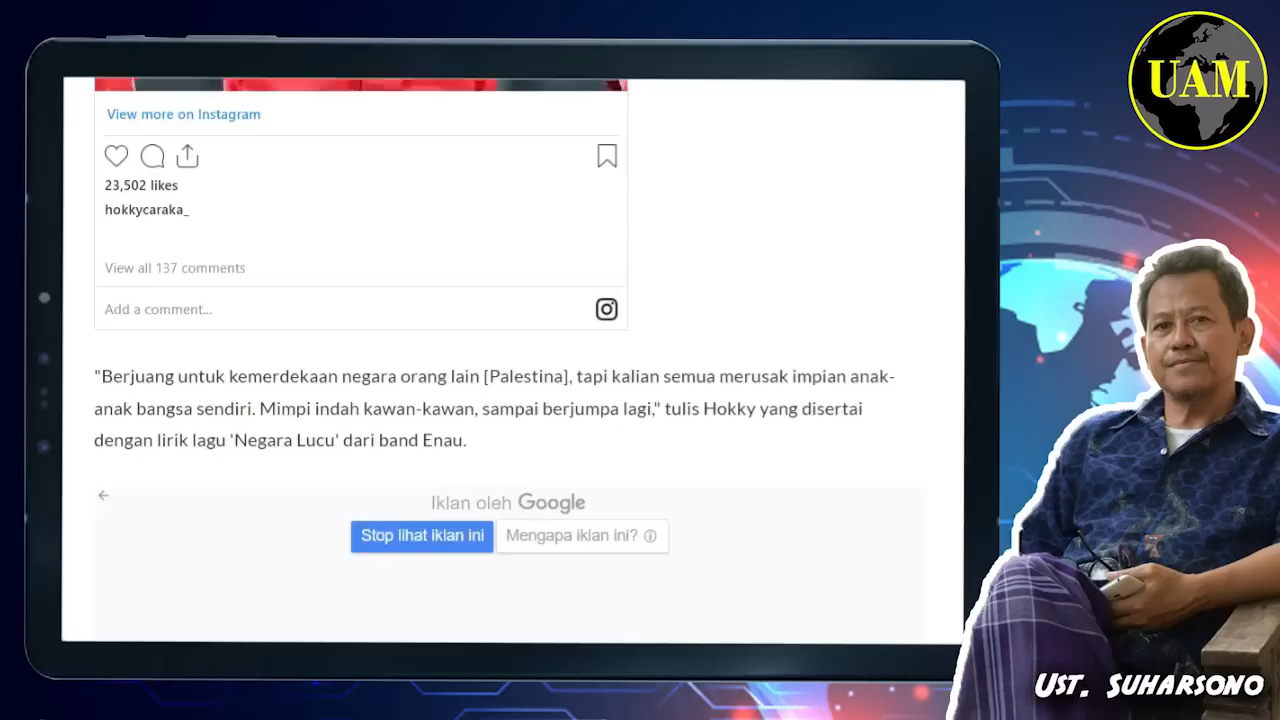 UAM
View more on Instagram
23,502 likes
hokkycaraka_
View all 137 comments
Add a comment...
"Berjuang untuk kemerdekaan negara orang lain [Palestina], tapi kalian semua merusak impian anak-
anak bangsa sendiri. Mimpi indah kawan-kawan, sampai berjumpa lagi," tulis Hokky yang disertai
dengan lirik lagu 'Negara Lucu' dari band Enau.
Iklan oleh Google
Stop lihat iklan ini
Mengapa iklan ini?
Ust. Suharsono